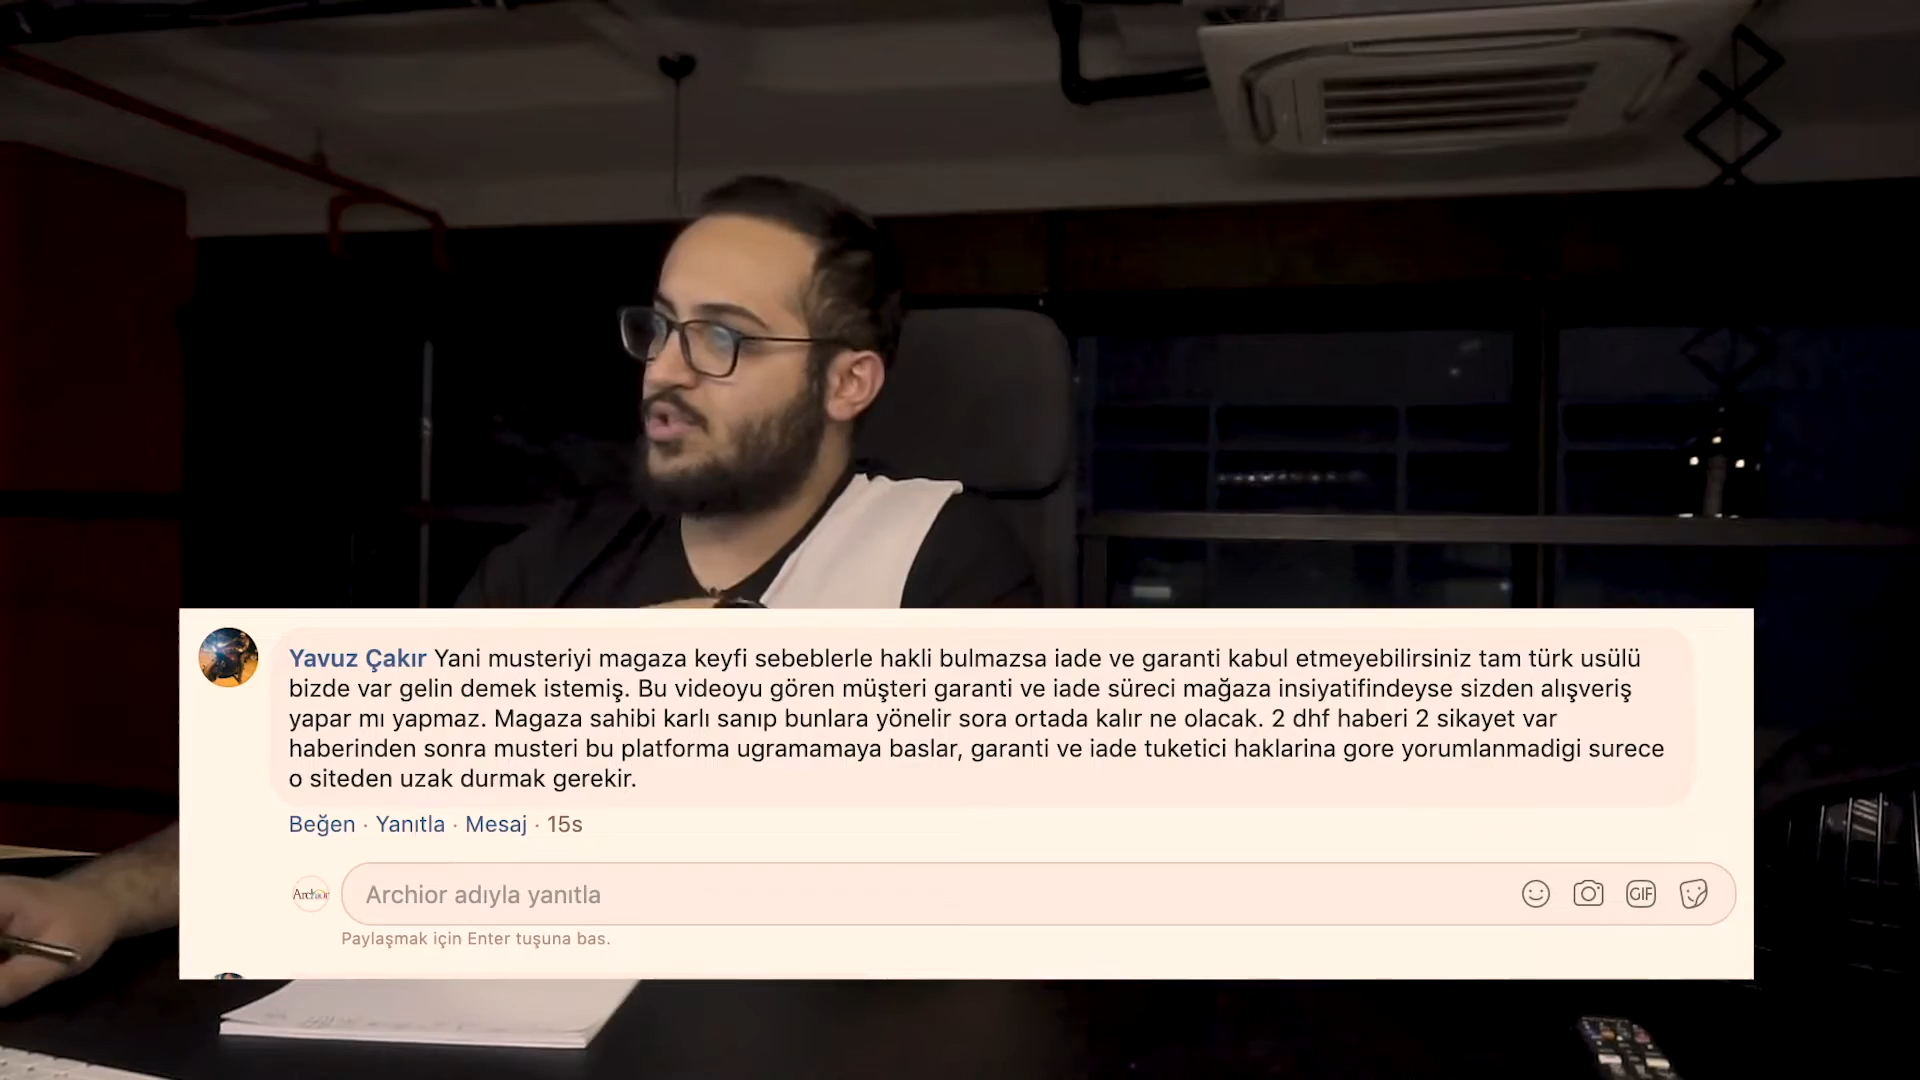 Yavuz Çakır Yani musteriyi magaza keyfi sebeblerle hakli bulmazsa iade ve garanti kabul etmeyebilirsiniz tam türk usülü
bizde var gelin demek istemiş. Bu videoyu gören müşteri garanti ve iade süreci mağaza insiyatifindeyse sizden alışveriş
yapar mı yapmaz. Magaza sahibi karlı sanıp bunlara yönelir sora ortada kalır ne olacak. 2 dhf haberi 2 sikayet var
haberinden sonra musteri bu platforma ugramamaya baslar, garanti ve iade tuketici haklarina gore yorumlanmadigi surece
o siteden uzak durmak gerekir.
Beğen · Yanıtla · Mesaj · 15s
Archior
Archior adıyla yanıtla
GIF
Paylaşmak için Enter tuşuna bas.